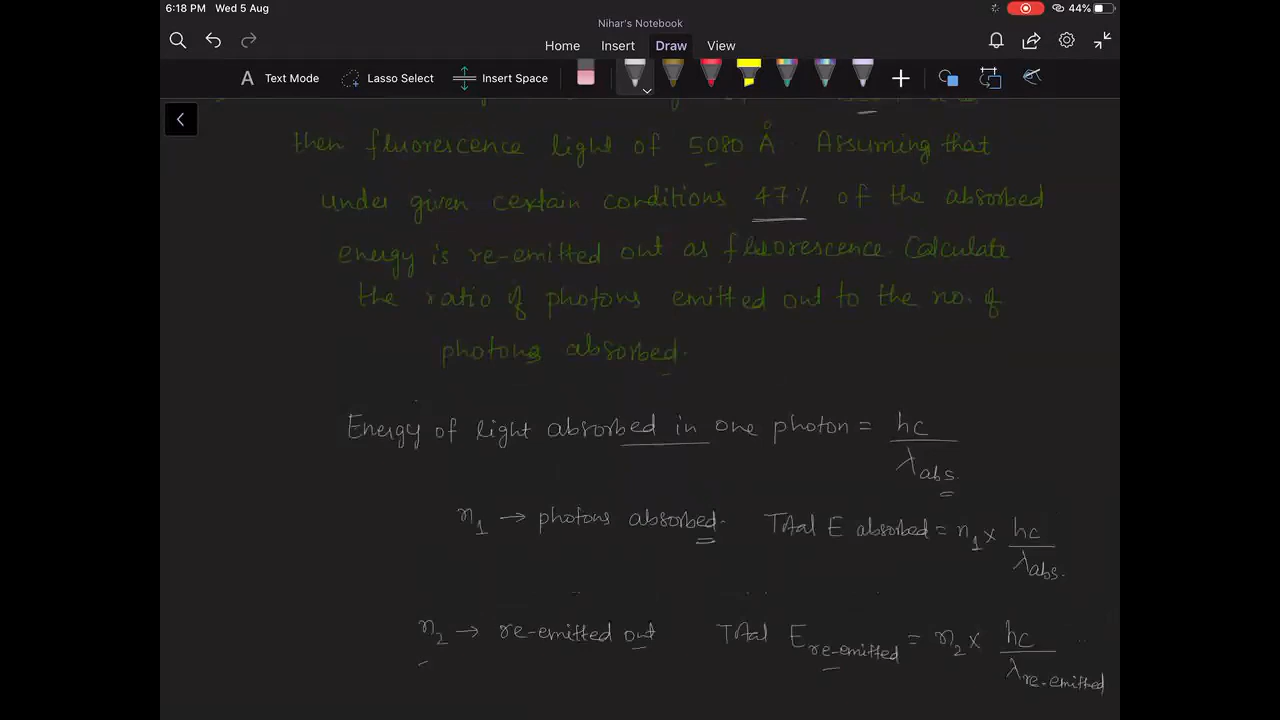 6:18 PM Wed 5 Aug
44%
Nihar's Notebook
Home Insert Draw View
A Text Mode Lasso Select Insert Space
then fluorescence light of 5080 Å. Assuming that
under given certain conditions 47% of the absorbed
energy is re-emitted out as fluorescence. Calculate
the ratio of photons emitted out to the no. of
photons absorbed.
Energy of light absorbed in one photon = hc/λabs.
n1 → photons absorbed. Total E absorbed = n1 × hc/λabs.
n2 → re-emitted out Total E re-emitted = n2 × hc/λre-emitted